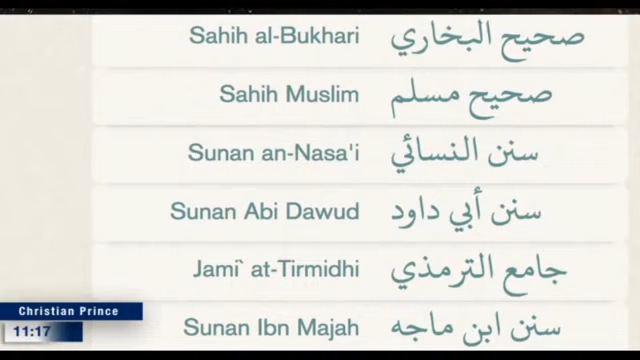 Sahih al-Bukhari صحيح البخاري
Sahih Muslim صحيح مسلم
Sunan an-Nasa'i سنن النسائي
Sunan Abi Dawud سنن أبي داود
Jami` at-Tirmidhi جامع الترمذي
Sunan Ibn Majah سنن ابن ماجه
Christian Prince
11:17